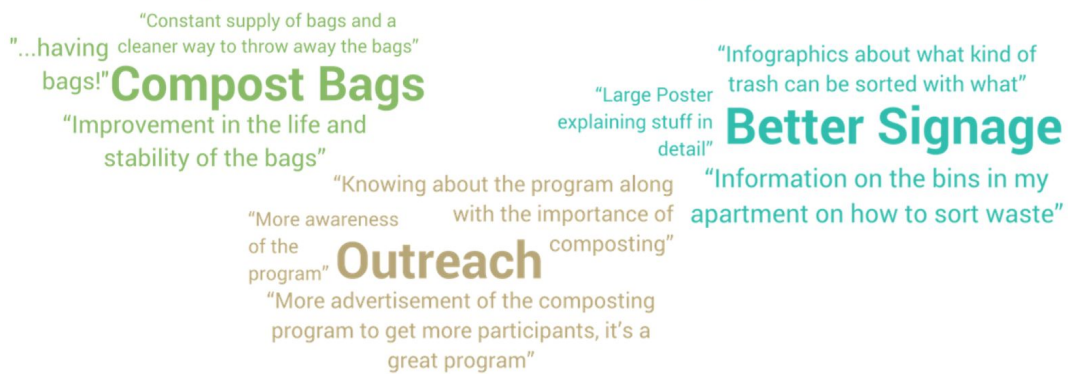 “Constant supply of bags and a
cleaner way to throw away the bags”
"...having
bags!"
Compost Bags
“Improvement in the life and
stability of the bags”
“Infographics about what kind of
trash can be sorted with what”
“Large Poster
explaining stuff in
detail”
Better Signage
“Information on the bins in my
apartment on how to sort waste”
“Knowing about the program along
with the importance of
composting”
“More awareness
of the
program”
Outreach
“More advertisement of the composting
program to get more participants, it’s a
great program”